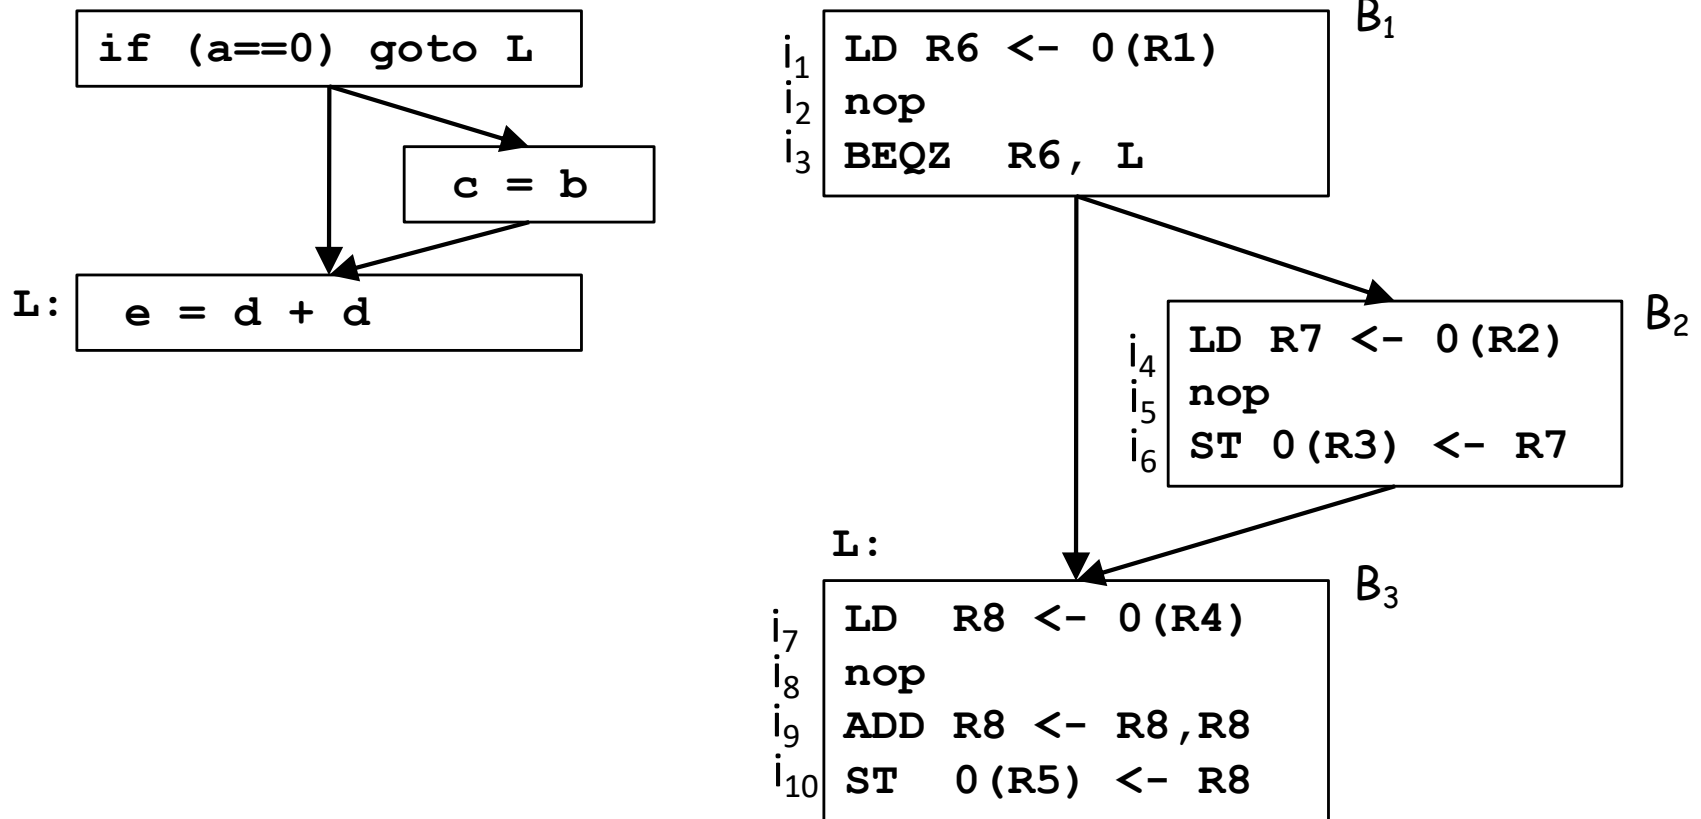 if (a==0) goto L
c = b
L:
e = d + d
B1
i1 LD R6 <- 0(R1)
i2 nop
i3 BEQZ R6, L
B2
i4 LD R7 <- 0(R2)
i5 nop
i6 ST 0(R3) <- R7
L:
B3
i7 LD R8 <- 0(R4)
i8 nop
i9 ADD R8 <- R8,R8
i10 ST 0(R5) <- R8